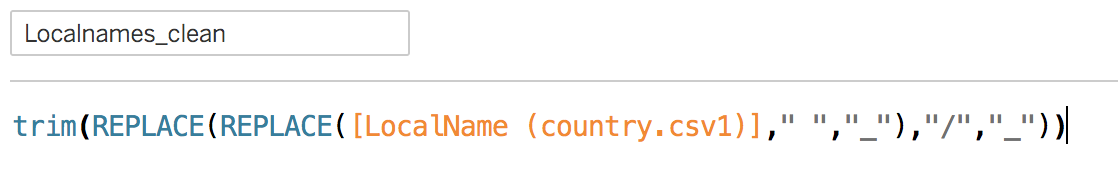 Localnames_clean
trim(REPLACE(REPLACE([LocalName (country.csv1)]," ","_"),"/","_"))